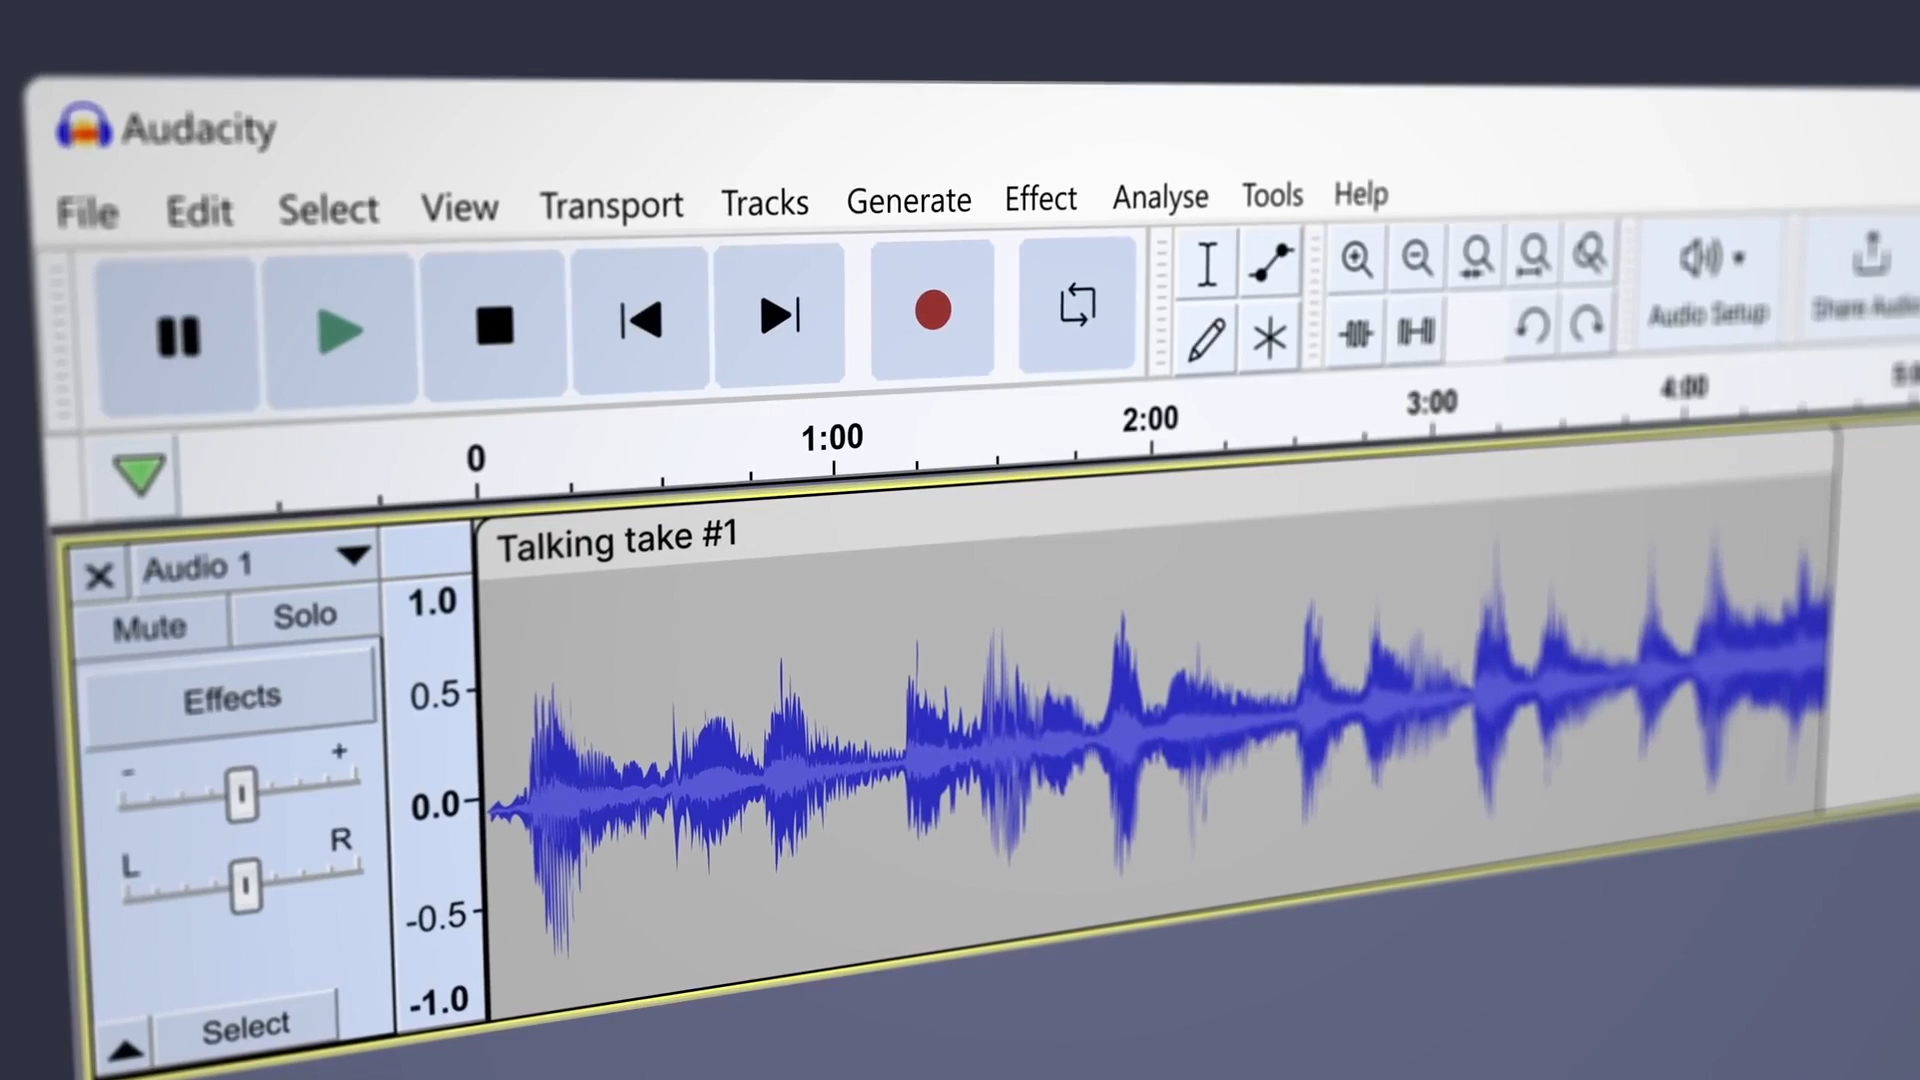 Audacity
File Edit Select View Transport Tracks Generate Effect Analyse Tools Help
Audio Setup
Share Audio
0 1:00 2:00 3:00 4:00
Talking take #1
Audio 1
Mute Solo
Effects
- +
L R
Select
1.0
0.5
0.0
-0.5
-1.0